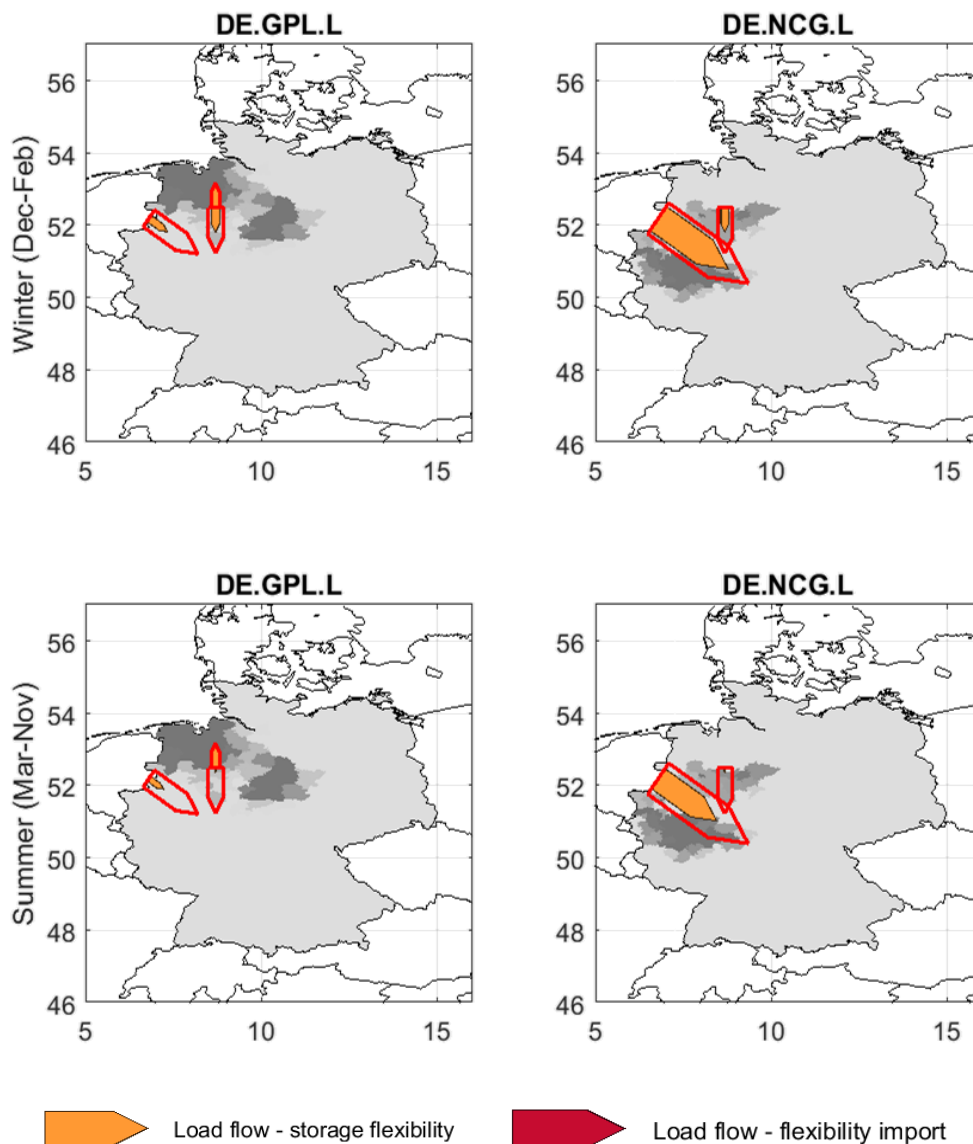 DE.GPL.L DE.NCG.L
Winter (Dec-Feb)
56 56
54 54
52 52
50 50
48 48
46 46
5 10 15 5 10 15
DE.GPL.L DE.NCG.L
Summer (Mar-Nov)
56 56
54 54
52 52
50 50
48 48
46 46
5 10 15 5 10 15
Load flow - storage flexibility Load flow - flexibility import